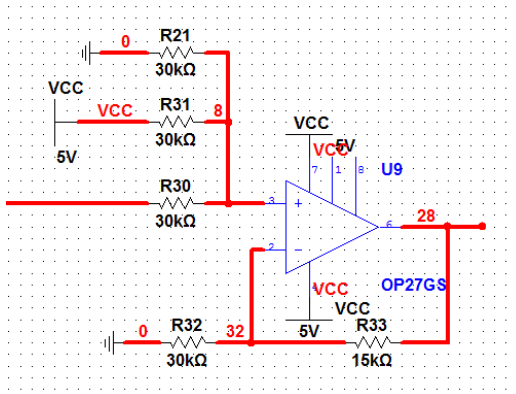 0
R21
30kΩ
VCC
VCC
R31
8
5V
30kΩ
VCC
VCC
5V
7
1
8
U9
R30
30kΩ
3
+
6
28
2
−
VCC
OP27GS
VCC
5V
0
R32
32
R33
30kΩ
15kΩ